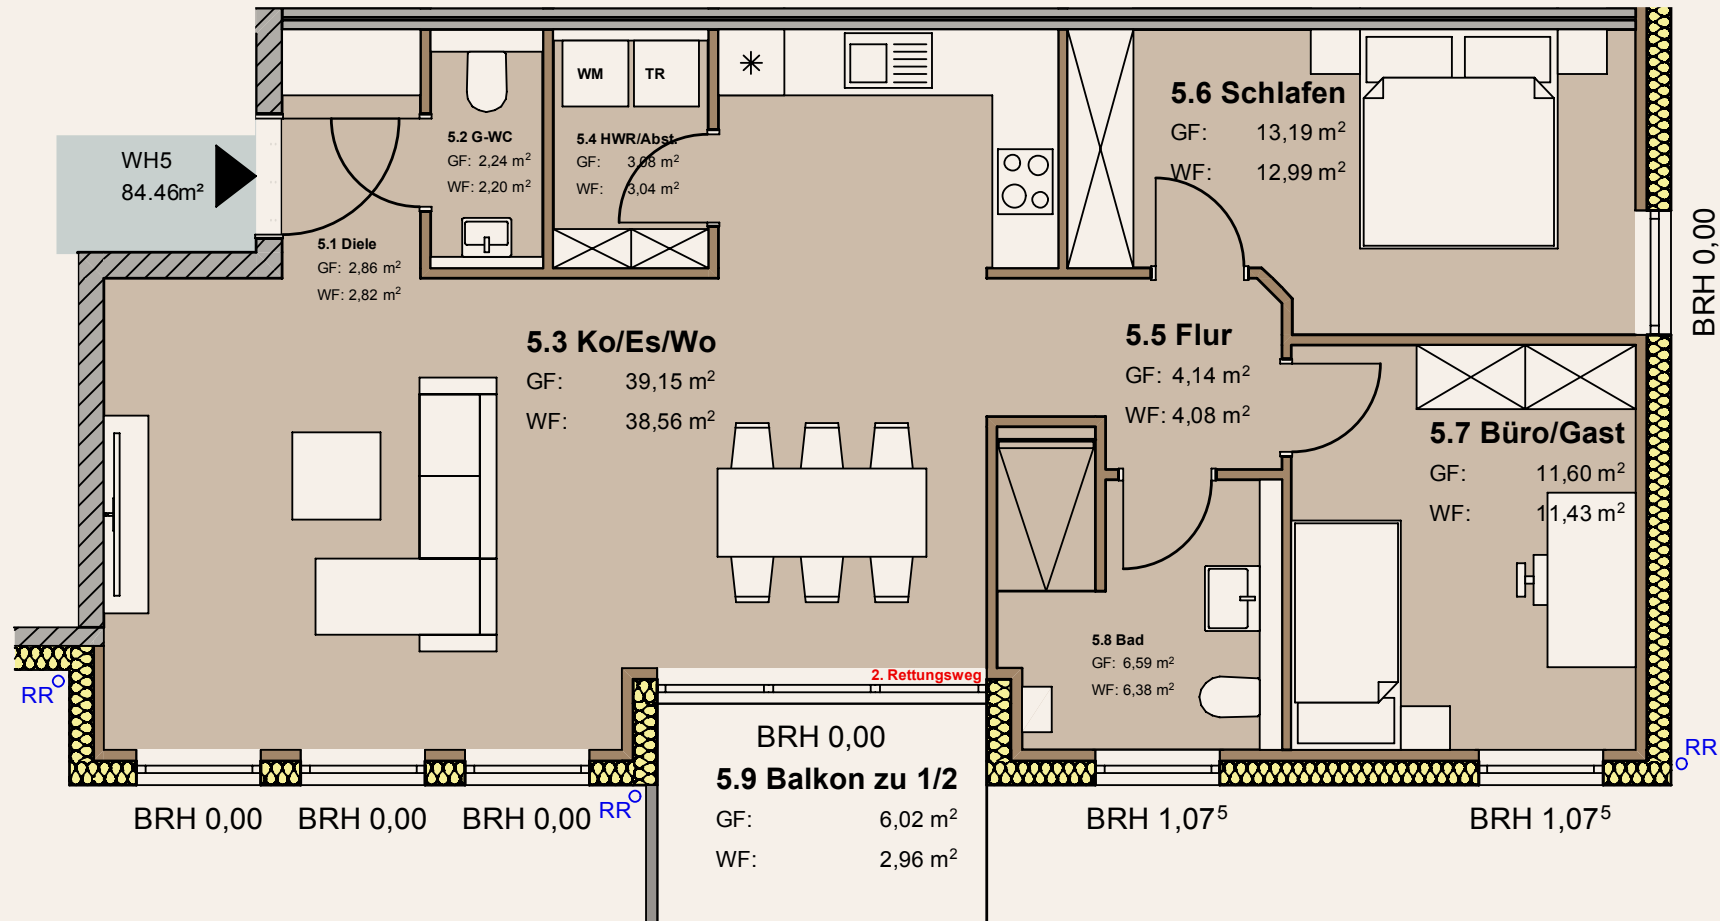 WH5
84.46m²
5.1 Diele
GF: 2,86 m²
WF: 2,82 m²
5.2 G-WC
GF: 2,24 m²
WF: 2,20 m²
WM
TR
5.4 HWR/Abst.
GF: 3,08 m²
WF: 3,04 m²
5.6 Schlafen
GF: 13,19 m²
WF: 12,99 m²
BRH 0,00
5.3 Ko/Es/Wo
GF: 39,15 m²
WF: 38,56 m²
5.5 Flur
GF: 4,14 m²
WF: 4,08 m²
5.7 Büro/Gast
GF: 11,60 m²
WF: 11,43 m²
5.8 Bad
GF: 6,59 m²
WF: 6,38 m²
2. Rettungsweg
RR
BRH 0,00
5.9 Balkon zu 1/2
GF: 6,02 m²
WF: 2,96 m²
RR
BRH 0,00
BRH 0,00
BRH 0,00
RR
BRH 1,07⁵
BRH 1,07⁵